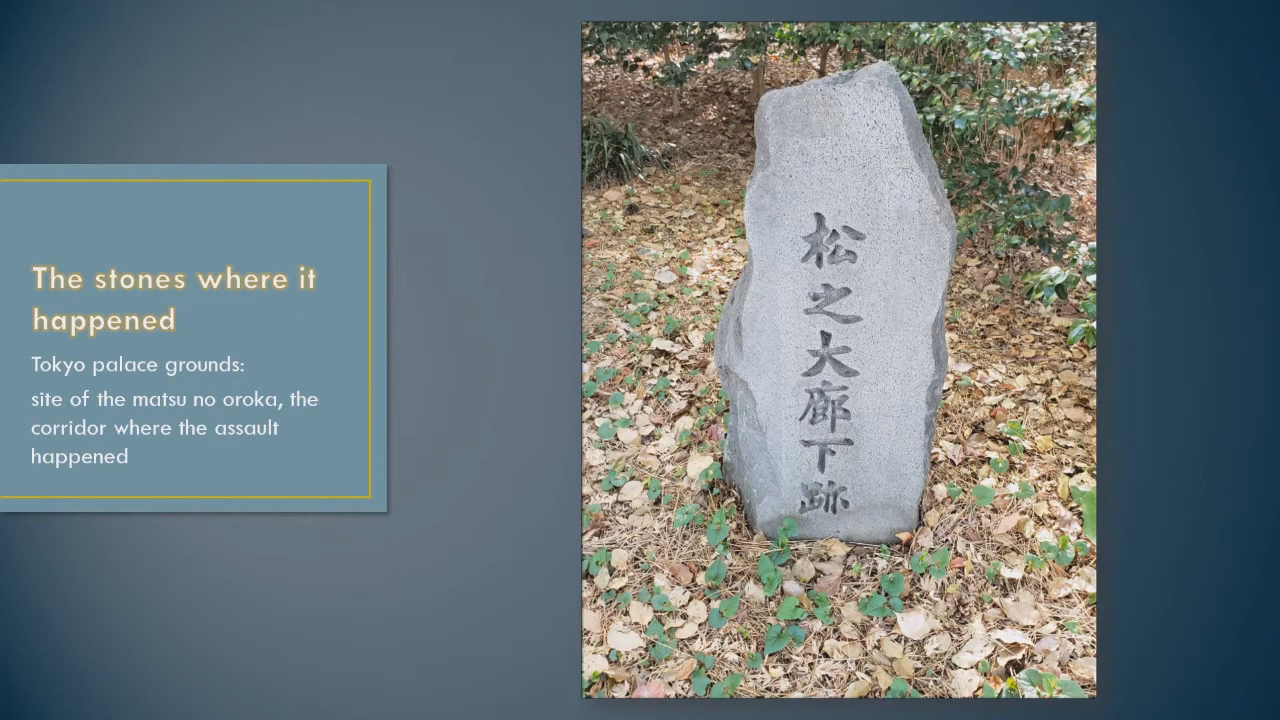 The stones where it
happened
Tokyo palace grounds:
site of the matsu no oroka, the
corridor where the assault
happened
松之大廊下跡